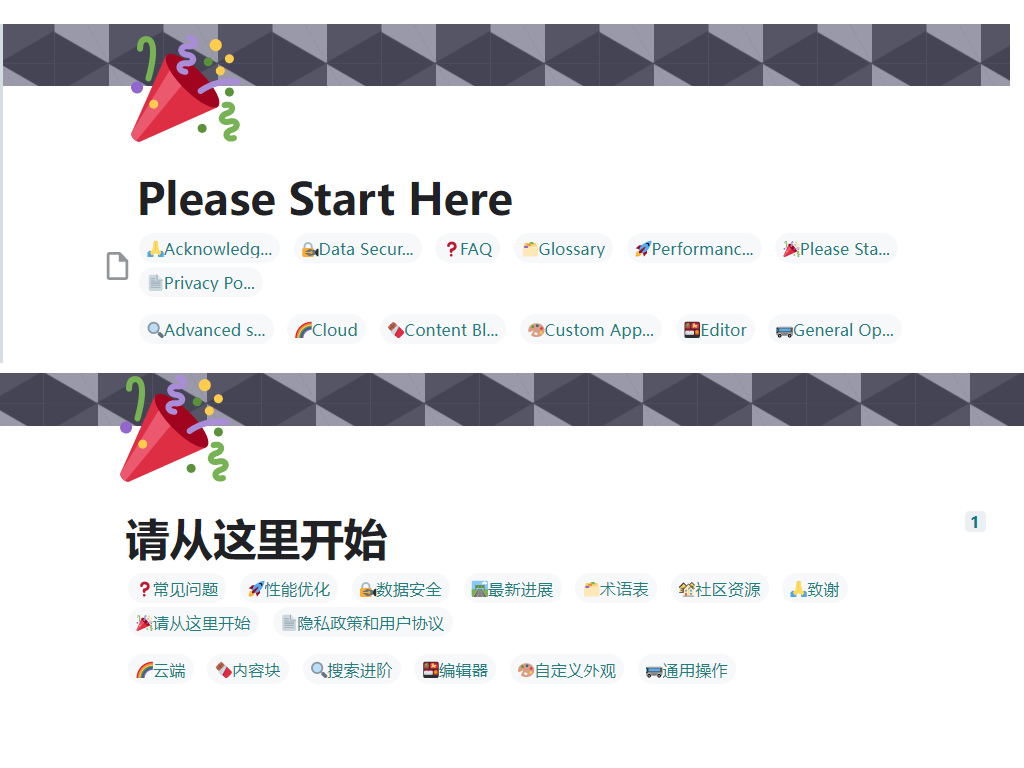 Please Start Here
🙏Acknowledg... 🔐Data Secur... ❓FAQ 🗂️Glossary 🚀Performanc... 🎉Please Sta...
📄Privacy Po...
🔍Advanced s... 🌈Cloud 🍫Content Bl... 🎨Custom App... 🍱Editor 🚌General Op...
请从这里开始
1
❓常见问题 🚀性能优化 🔐数据安全 🛣️最新进展 🗂️术语表 🏘️社区资源 🙏致谢
🎉请从这里开始 📄隐私政策和用户协议
🌈云端 🍫内容块 🔍搜索进阶 🍱编辑器 🎨自定义外观 🚌通用操作